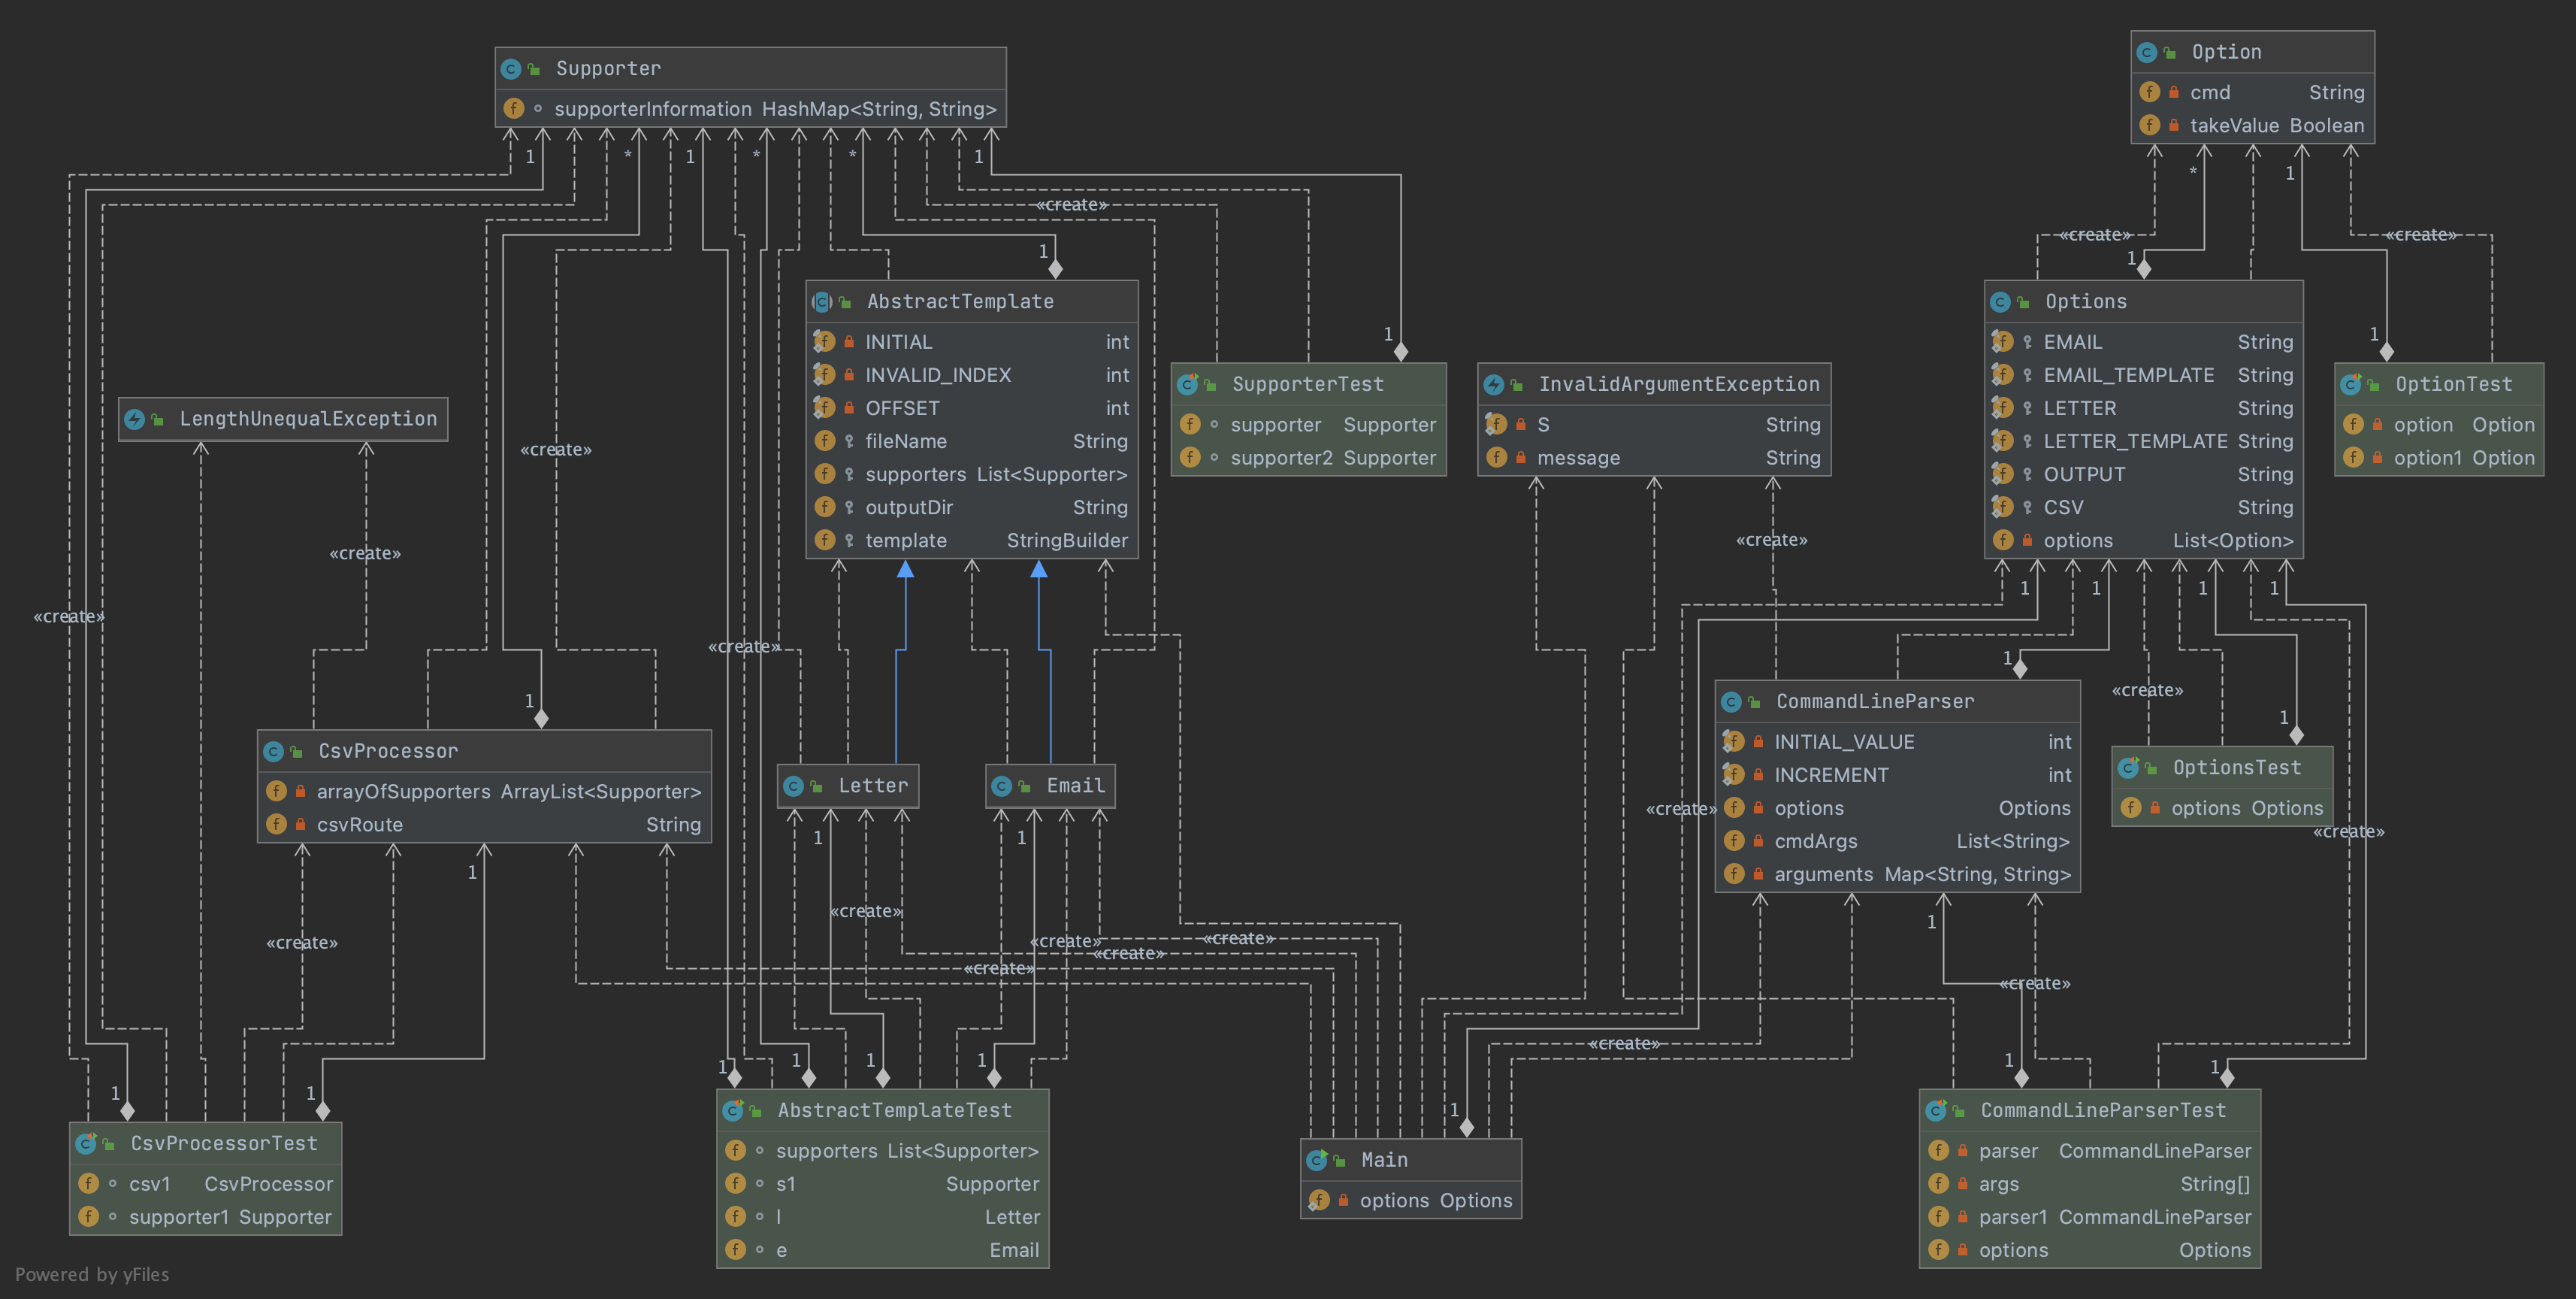 Supporter
supporterInformation HashMap<String, String>
Option
cmd String
takeValue Boolean
1
1
1
1
*
*
*
*
1
1
«create»
«create»
«create»
1
1
AbstractTemplate
INITIAL int
INVALID_INDEX int
OFFSET int
fileName String
supporters List<Supporter>
outputDir String
template StringBuilder
Options
EMAIL String
EMAIL_TEMPLATE String
LETTER String
LETTER_TEMPLATE String
OUTPUT String
CSV String
options List<Option>
1
1
SupporterTest
supporter Supporter
supporter2 Supporter
InvalidArgumentException
S String
message String
OptionTest
option Option
option1 Option
LengthUnequalException
«create»
«create»
«create»
«create»
«create»
1
1
1
1
1
1
CommandLineParser
INITIAL_VALUE int
INCREMENT int
options Options
cmdArgs List<String>
arguments Map<String, String>
«create»
1
OptionsTest
options Options
CsvProcessor
arrayOfSupporters ArrayList<Supporter>
csvRoute String
Letter
Email
«create»
«create»
1
1
1
1
«create»
«create»
«create»
«create»
«create»
«create»
«create»
«create»
1
1
1
1
1
1
1
1
1
CsvProcessorTest
csv1 CsvProcessor
supporter1 Supporter
AbstractTemplateTest
supporters List<Supporter>
s1 Supporter
l Letter
e Email
Main
options Options
CommandLineParserTest
parser CommandLineParser
args String[]
parser1 CommandLineParser
options Options
Powered by yFiles